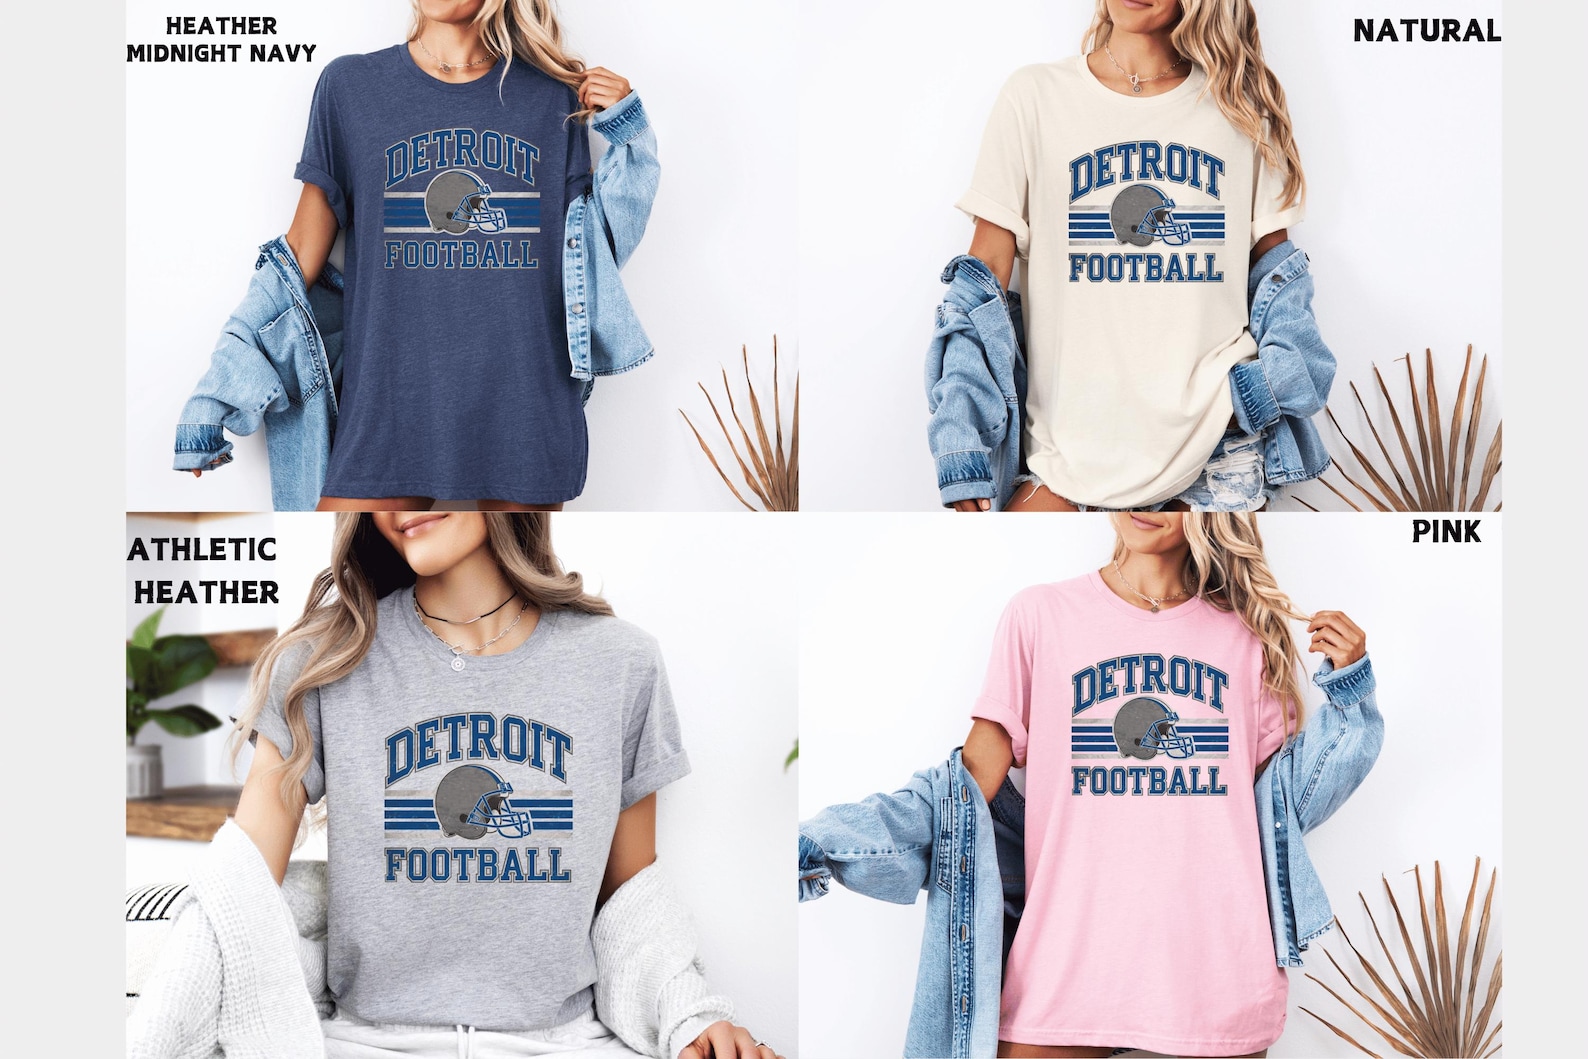 HEATHER
MIDNIGHT NAVY
DETROIT
FOOTBALL
NATURAL
DETROIT
FOOTBALL
ATHLETIC
HEATHER
DETROIT
FOOTBALL
PINK
DETROIT
FOOTBALL